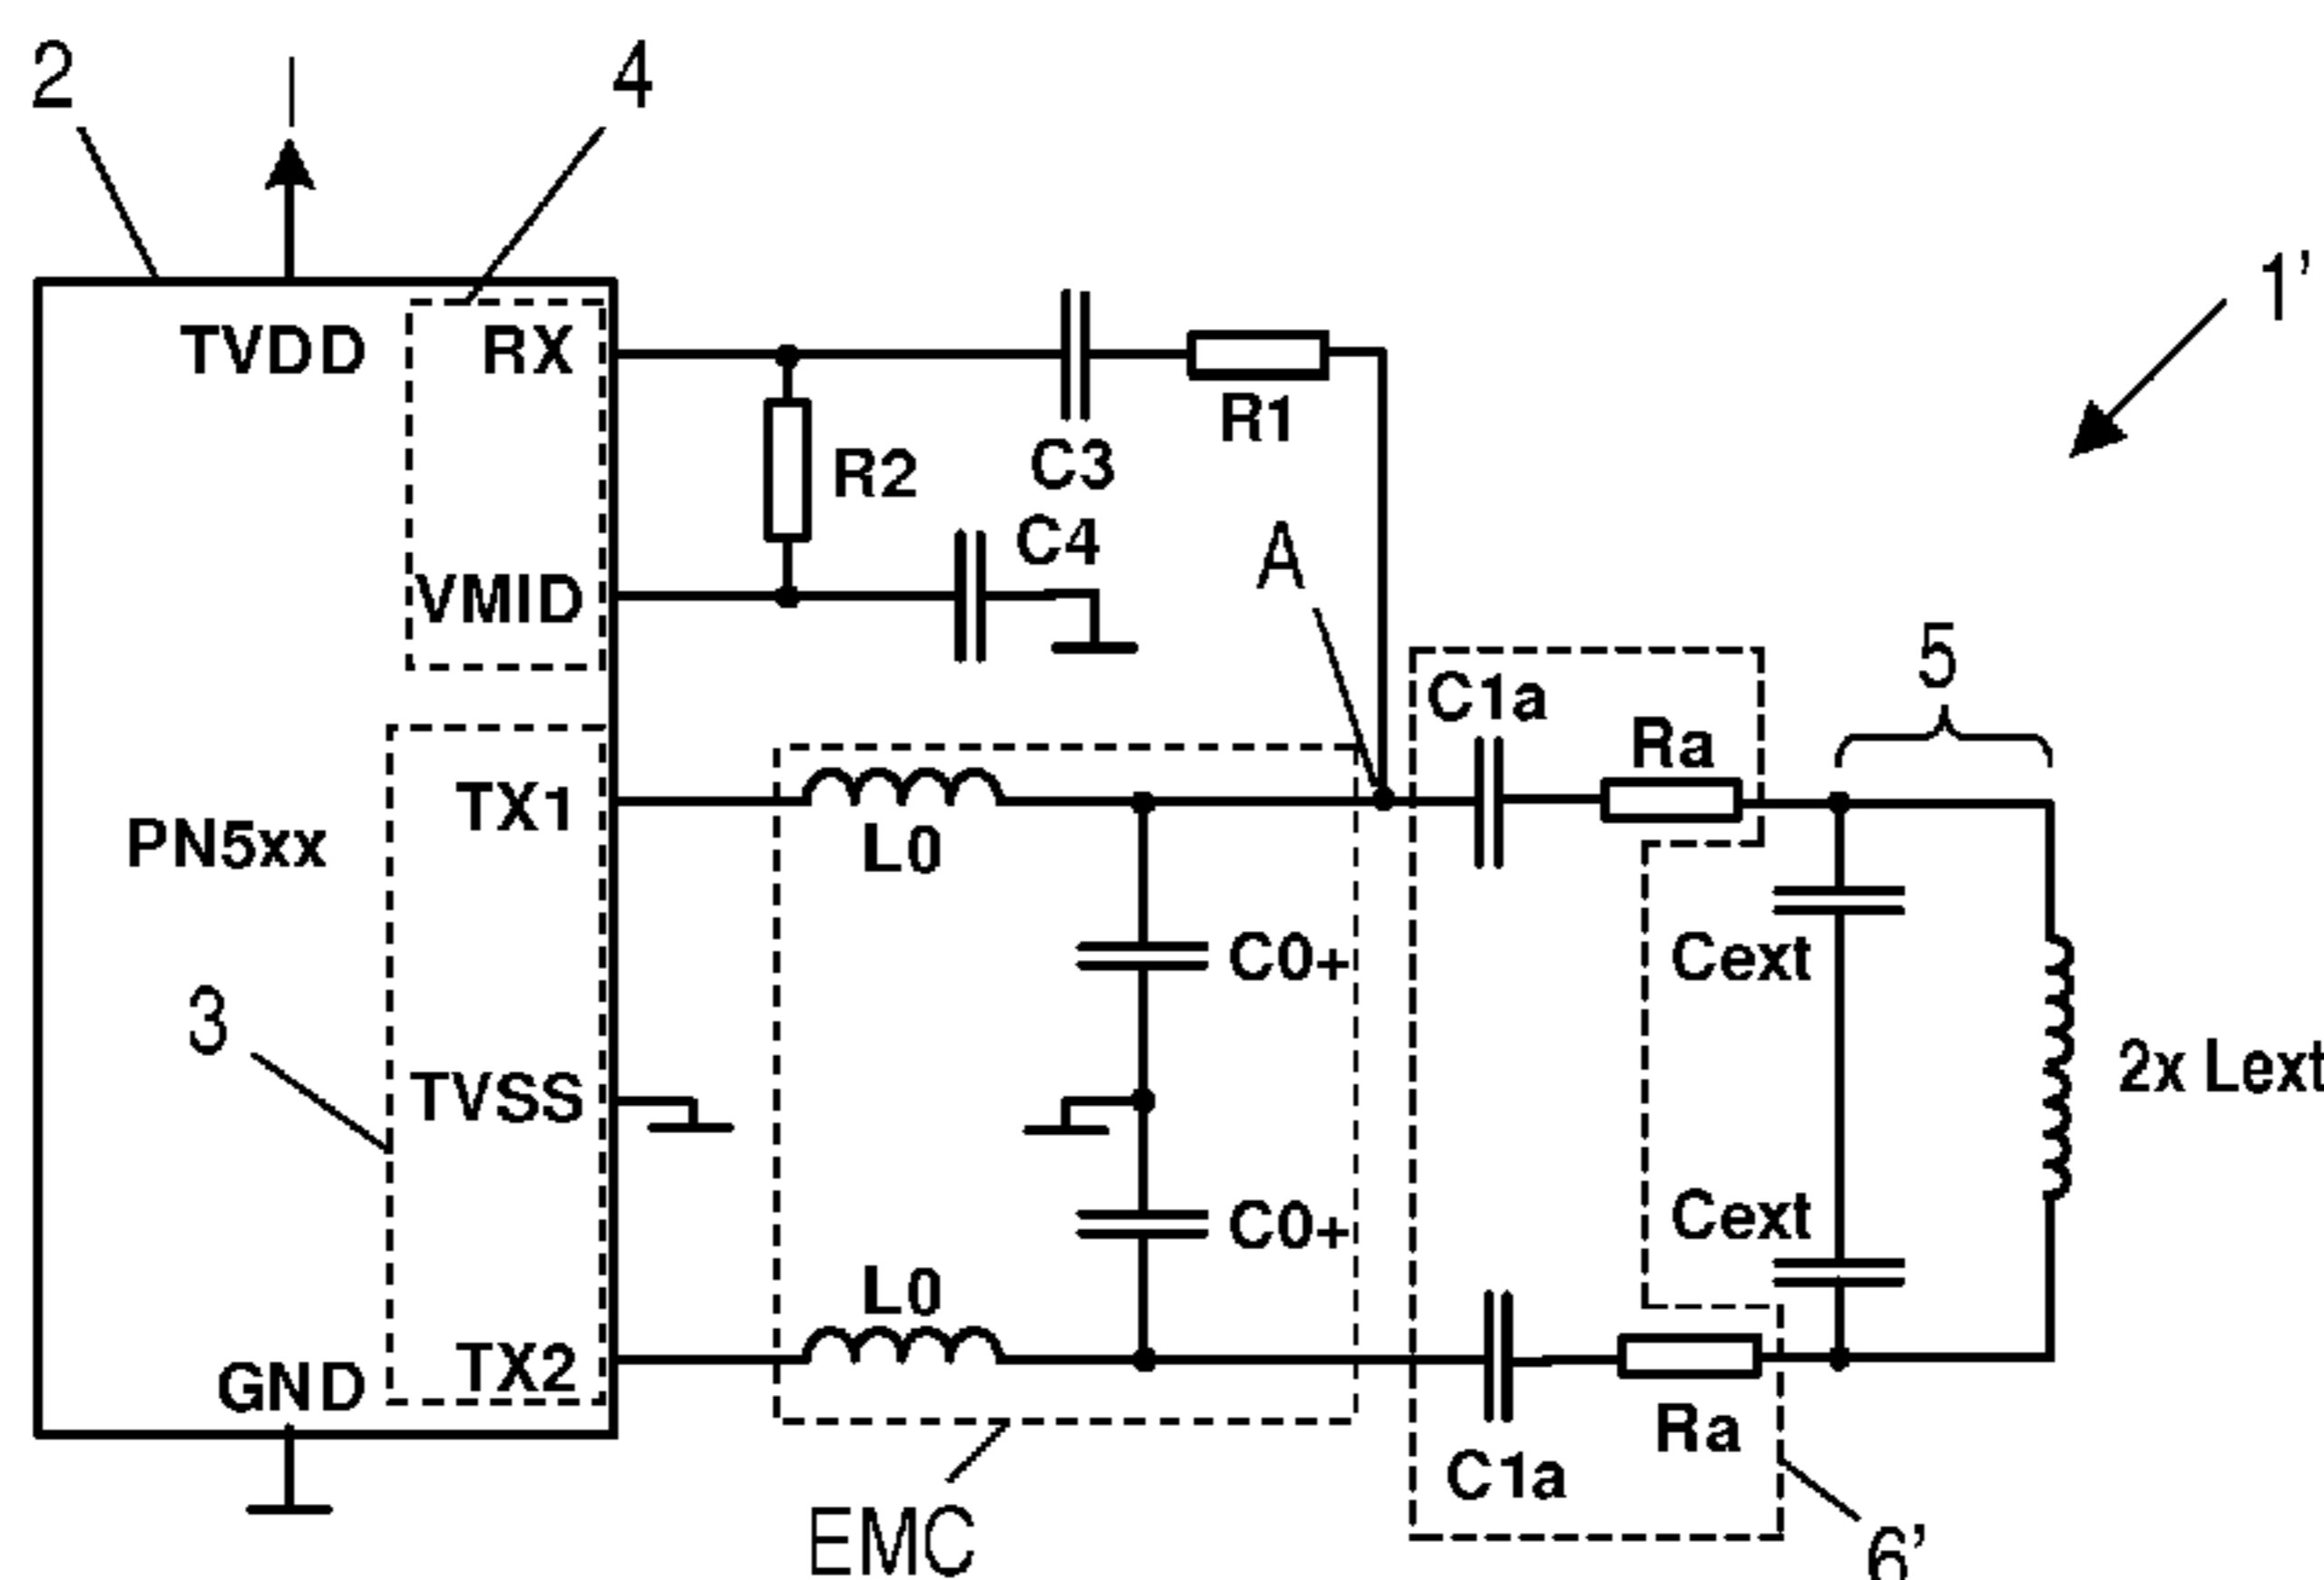 2
I
4
1’
TVDD
RX
R1
C3
R2
C4
A
VMID
5
C1a
Ra
TX1
L0
PN5xx
C0+
Cext
3
TVSS
2x Lext
Cext
C0+
L0
TX2
GND
Ra
C1a
EMC
6’